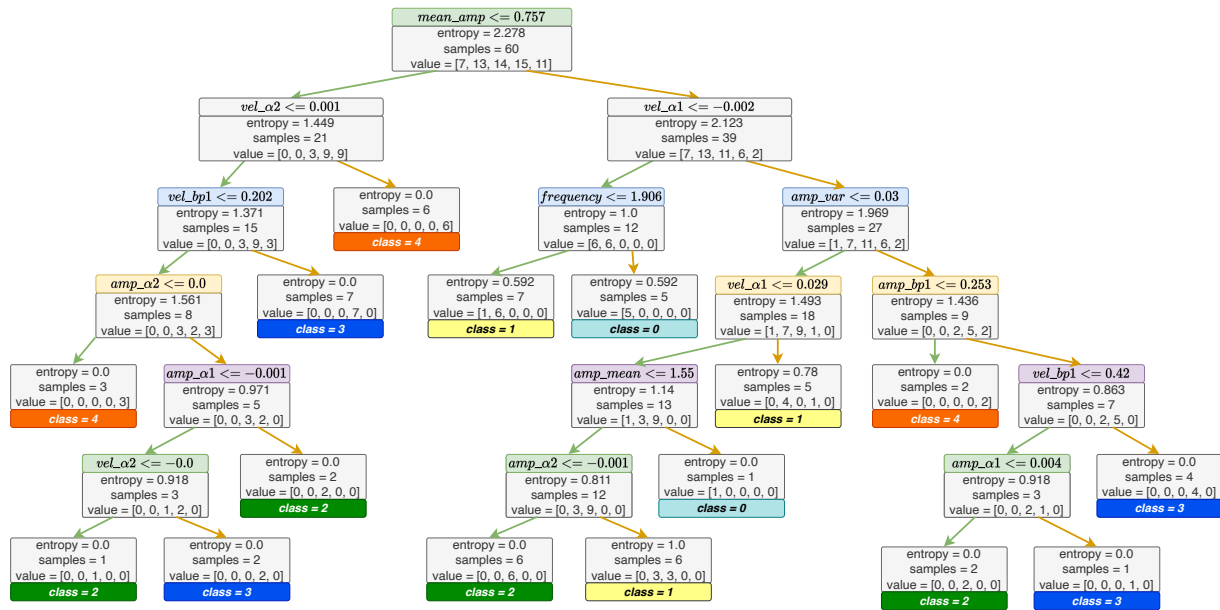 mean_amp <= 0.757
entropy = 2.278
samples = 60
value = [7, 13, 14, 15, 11]
vel_α2 <= 0.001
entropy = 1.449
samples = 21
value = [0, 0, 3, 9, 9]
vel_α1 <= −0.002
entropy = 2.123
samples = 39
value = [7, 13, 11, 6, 2]
vel_bp1 <= 0.202
entropy = 1.371
samples = 15
value = [0, 0, 3, 9, 3]
entropy = 0.0
samples = 6
value = [0, 0, 0, 0, 6]
class = 4
frequency <= 1.906
entropy = 1.0
samples = 12
value = [6, 6, 0, 0, 0]
amp_var <= 0.03
entropy = 1.969
samples = 27
value = [1, 7, 11, 6, 2]
amp_α2 <= 0.0
entropy = 1.561
samples = 8
value = [0, 0, 3, 2, 3]
entropy = 0.0
samples = 7
value = [0, 0, 0, 7, 0]
class = 3
entropy = 0.592
samples = 7
value = [1, 6, 0, 0, 0]
class = 1
entropy = 0.592
samples = 5
value = [5, 0, 0, 0, 0]
class = 0
vel_α1 <= 0.029
entropy = 1.493
samples = 18
value = [1, 7, 9, 1, 0]
amp_bp1 <= 0.253
entropy = 1.436
samples = 9
value = [0, 0, 2, 5, 2]
entropy = 0.0
samples = 3
value = [0, 0, 0, 0, 3]
class = 4
amp_α1 <= −0.001
entropy = 0.971
samples = 5
value = [0, 0, 3, 2, 0]
amp_mean <= 1.55
entropy = 1.14
samples = 13
value = [1, 3, 9, 0, 0]
entropy = 0.78
samples = 5
value = [0, 4, 0, 1, 0]
class = 1
entropy = 0.0
samples = 2
value = [0, 0, 0, 0, 2]
class = 4
vel_bp1 <= 0.42
entropy = 0.863
samples = 7
value = [0, 0, 2, 5, 0]
vel_α2 <= −0.0
entropy = 0.918
samples = 3
value = [0, 0, 1, 2, 0]
entropy = 0.0
samples = 2
value = [0, 0, 2, 0, 0]
class = 2
amp_α2 <= −0.001
entropy = 0.811
samples = 12
value = [0, 3, 9, 0, 0]
entropy = 0.0
samples = 1
value = [1, 0, 0, 0, 0]
class = 0
amp_α1 <= 0.004
entropy = 0.918
samples = 3
value = [0, 0, 2, 1, 0]
entropy = 0.0
samples = 4
value = [0, 0, 0, 4, 0]
class = 3
entropy = 0.0
samples = 1
value = [0, 0, 1, 0, 0]
class = 2
entropy = 0.0
samples = 2
value = [0, 0, 0, 2, 0]
class = 3
entropy = 0.0
samples = 6
value = [0, 0, 6, 0, 0]
class = 2
entropy = 1.0
samples = 6
value = [0, 3, 3, 0, 0]
class = 1
entropy = 0.0
samples = 2
value = [0, 0, 2, 0, 0]
class = 2
entropy = 0.0
samples = 1
value = [0, 0, 0, 1, 0]
class = 3